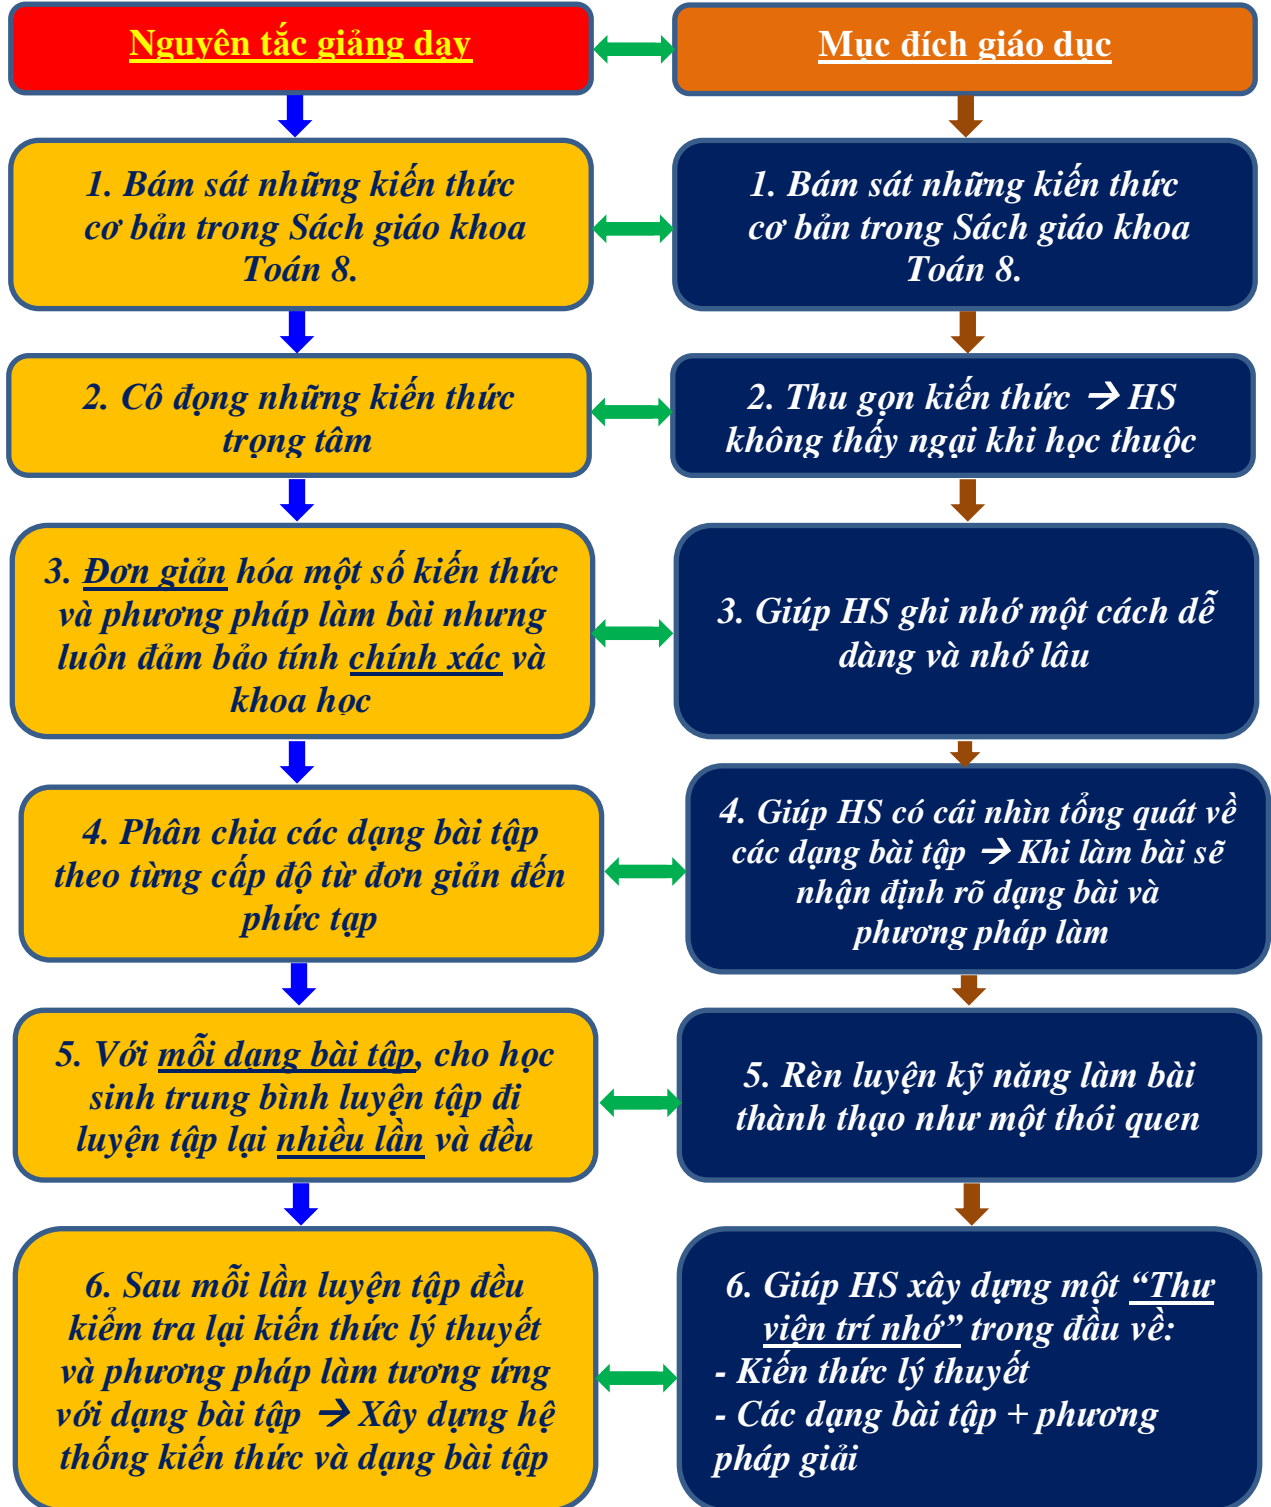 Nguyên tắc giảng dạy
Mục đích giáo dục
1. Bám sát những kiến thức
cơ bản trong Sách giáo khoa
Toán 8.
1. Bám sát những kiến thức
cơ bản trong Sách giáo khoa
Toán 8.
2. Cô đọng những kiến thức
trọng tâm
2. Thu gọn kiến thức → HS
không thấy ngại khi học thuộc
3. Đơn giản hóa một số kiến thức
và phương pháp làm bài nhưng
luôn đảm bảo tính chính xác và
khoa học
3. Giúp HS ghi nhớ một cách dễ
dàng và nhớ lâu
4. Phân chia các dạng bài tập
theo từng cấp độ từ đơn giản đến
phức tạp
4. Giúp HS có cái nhìn tổng quát về
các dạng bài tập → Khi làm bài sẽ
nhận định rõ dạng bài và
phương pháp làm
5. Với mỗi dạng bài tập, cho học
sinh trung bình luyện tập đi
luyện tập lại nhiều lần và đều
5. Rèn luyện kỹ năng làm bài
thành thạo như một thói quen
6. Sau mỗi lần luyện tập đều
kiểm tra lại kiến thức lý thuyết
và phương pháp làm tương ứng
với dạng bài tập → Xây dựng hệ
thống kiến thức và dạng bài tập
6. Giúp HS xây dựng một “Thư
viện trí nhớ” trong đầu về:
- Kiến thức lý thuyết
- Các dạng bài tập + phương
pháp giải